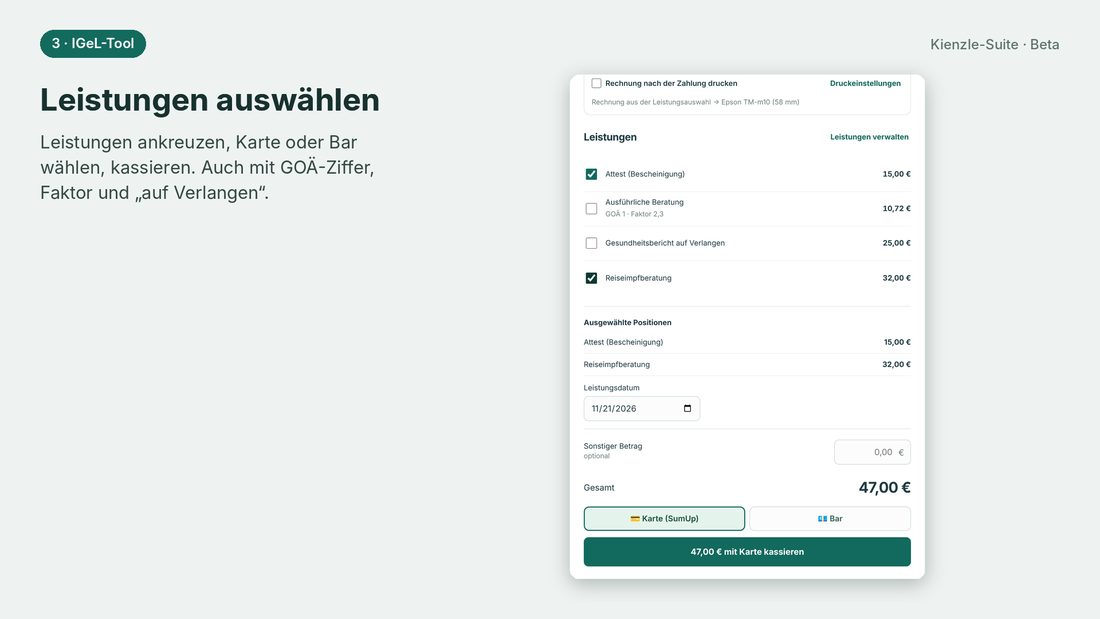 3 · IGeL-Tool
Kienzle-Suite · Beta
Leistungen auswählen
Leistungen ankreuzen, Karte oder Bar
wählen, kassieren. Auch mit GOÄ-Ziffer,
Faktor und „auf Verlangen“.
Rechnung nach der Zahlung drucken
Druckeinstellungen
Rechnung aus der Leistungsauswahl → Epson TM-m10 (58 mm)
Leistungen
Leistungen verwalten
Attest (Bescheinigung) 15,00 €
Ausführliche Beratung 10,72 €
GOÄ 1 · Faktor 2,3
Gesundheitsbericht auf Verlangen 25,00 €
Reiseimpfberatung 32,00 €
Ausgewählte Positionen
Attest (Bescheinigung) 15,00 €
Reiseimpfberatung 32,00 €
Leistungsdatum
11/21/2026
Sonstiger Betrag
optional
0,00 €
Gesamt 47,00 €
💳 Karte (SumUp)
💶 Bar
47,00 € mit Karte kassieren